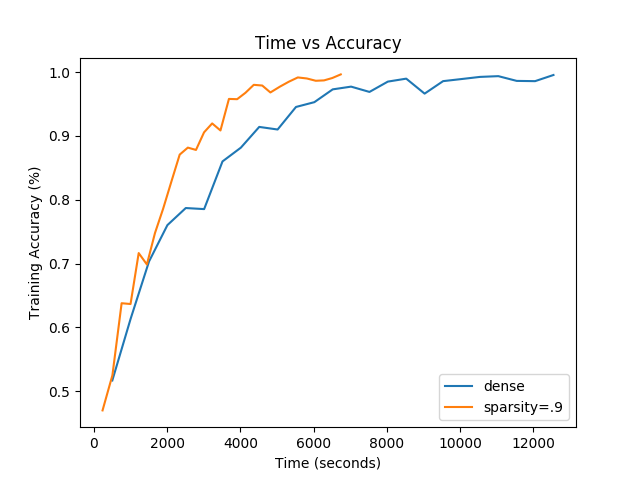 Time vs Accuracy
Training Accuracy (%)
1.0
0.9
0.8
0.7
0.6
0.5
0 2000 4000 6000 8000 10000 12000
Time (seconds)
dense
sparsity=.9